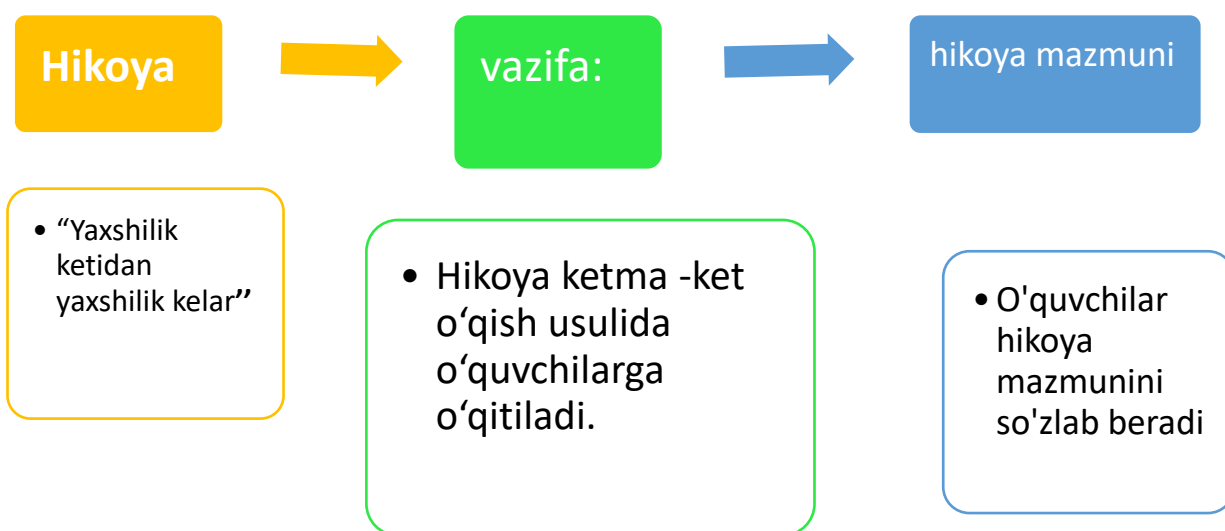 Hikoya
vazifa:
hikoya mazmuni
• “Yaxshilik
ketidan
yaxshilik kelar”
• Hikoya ketma -ket
o‘qish usulida
o‘quvchilarga
o‘qitiladi.
• O'quvchilar
hikoya
mazmunini
so'zlab beradi